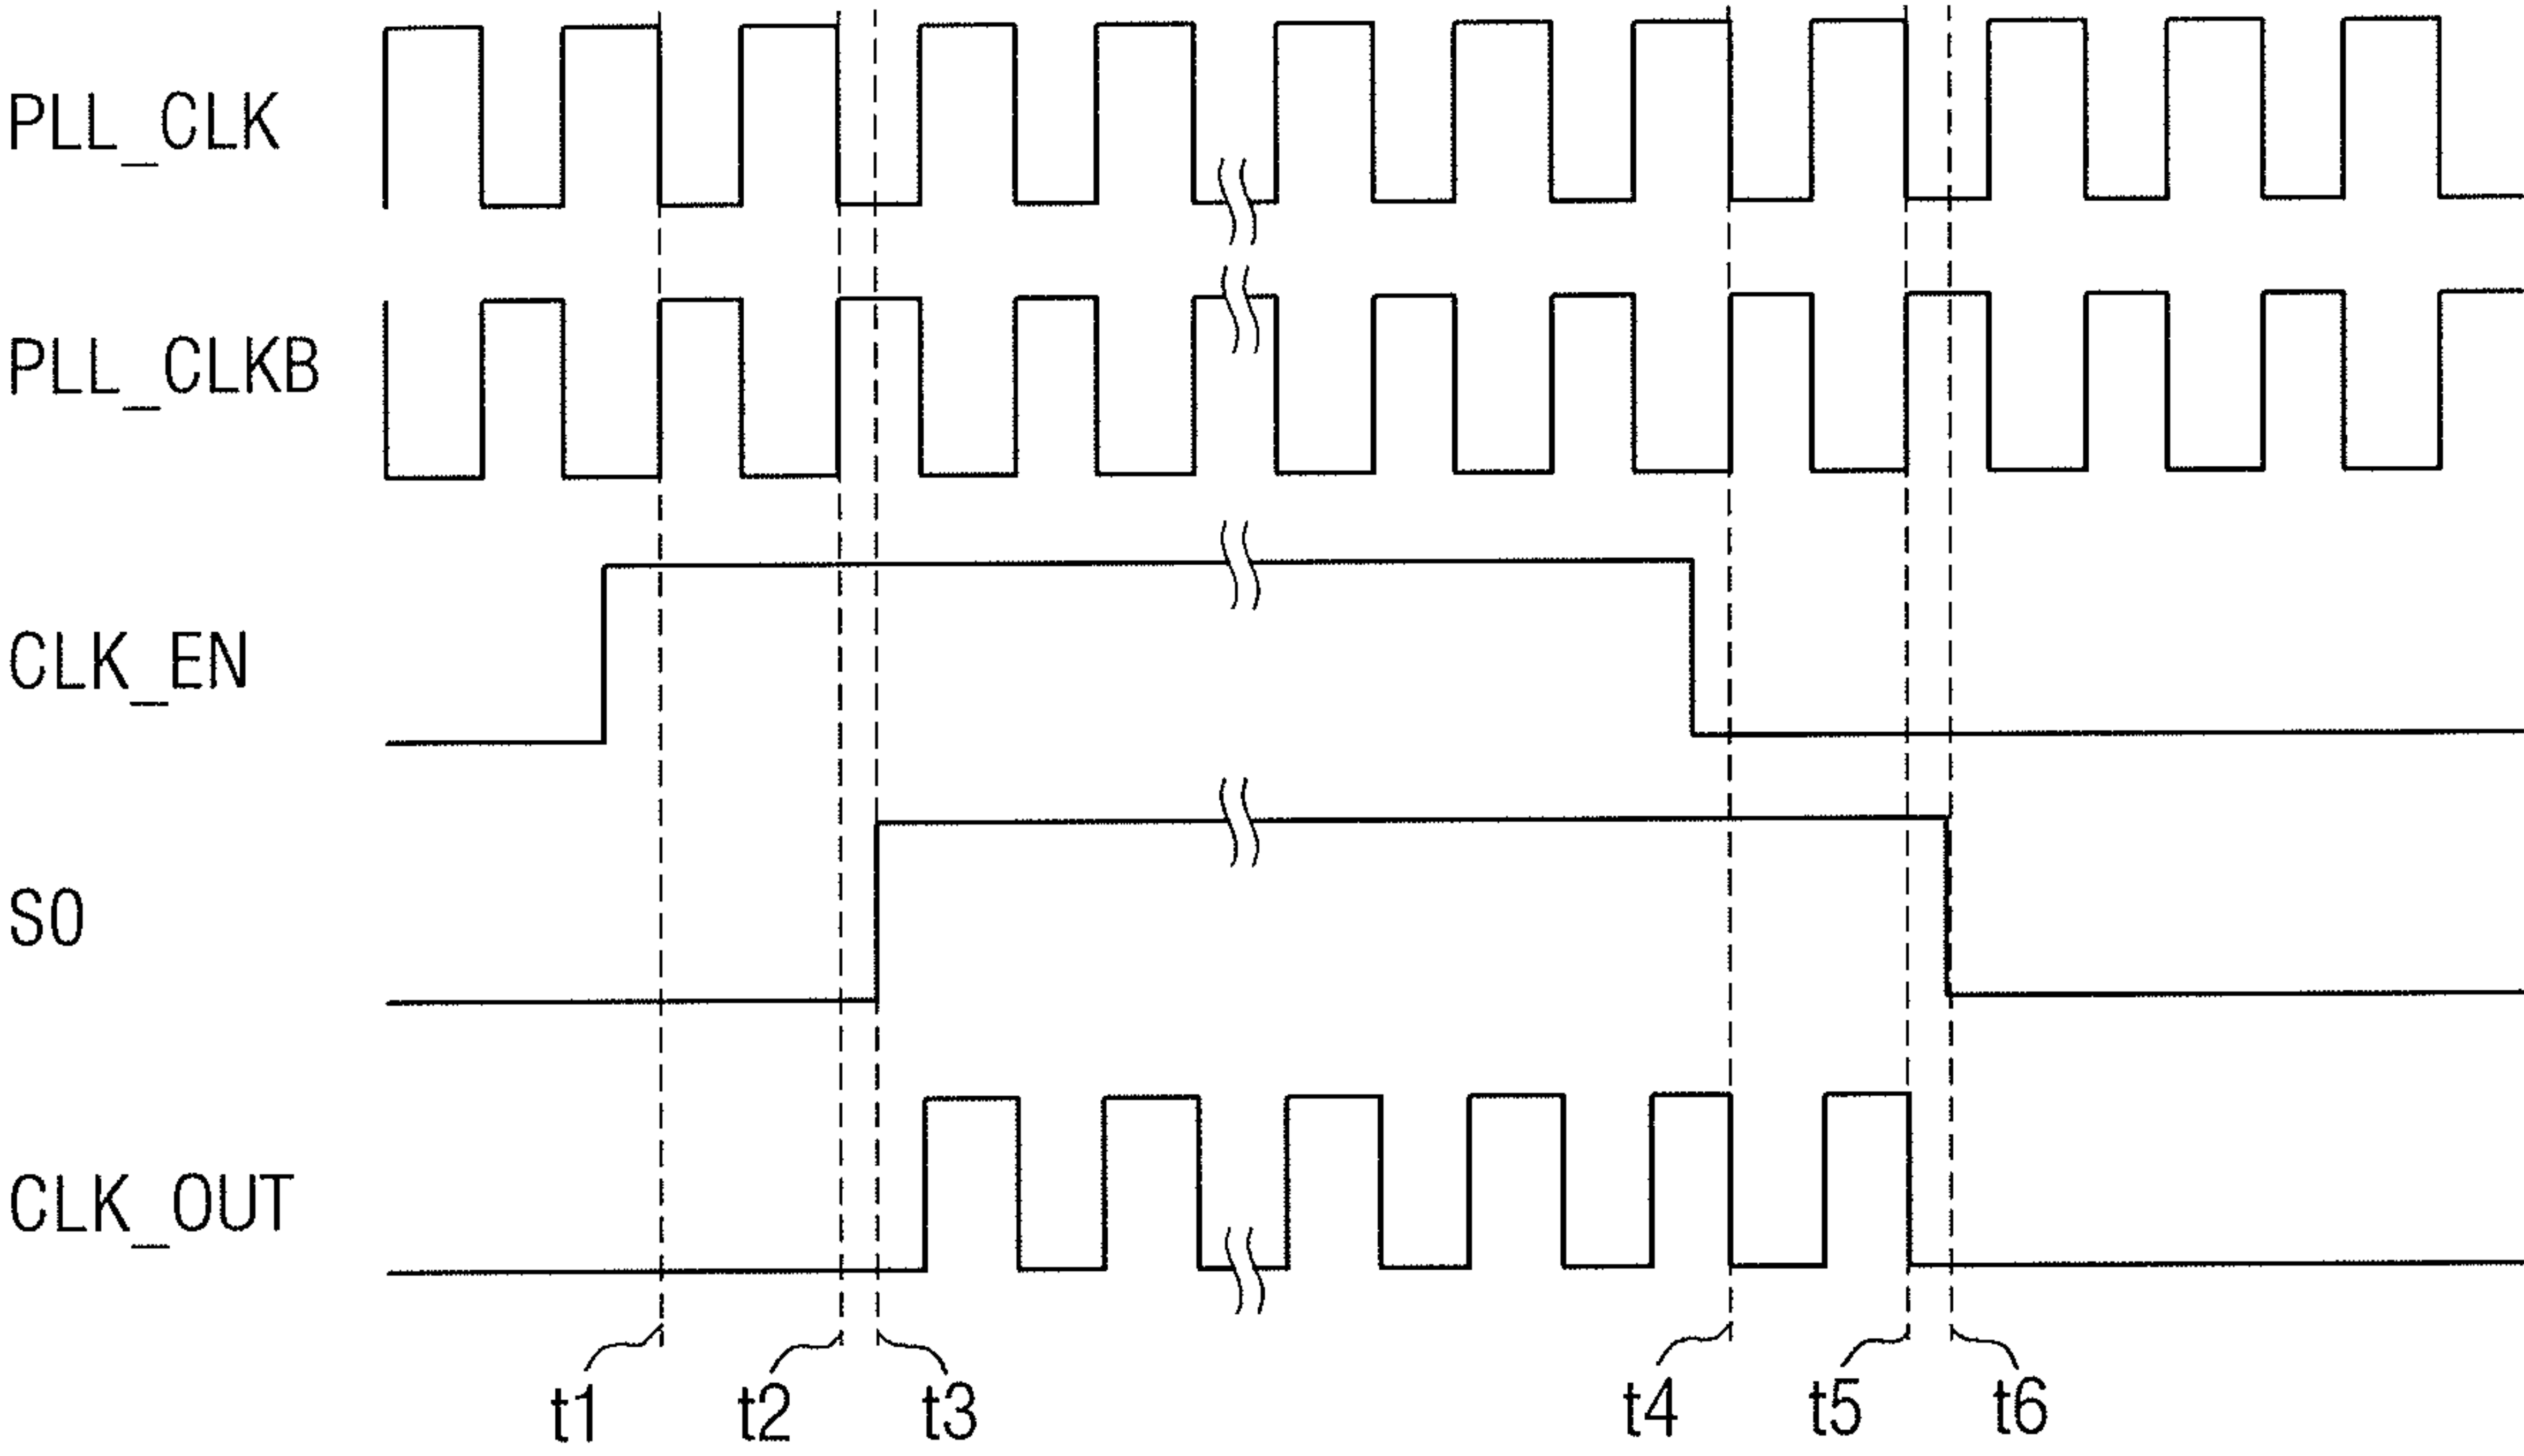 PLL_CLK
PLL_CLKB
CLK_EN
S0
CLK_OUT
t1 t2 t3 t4 t5 t6